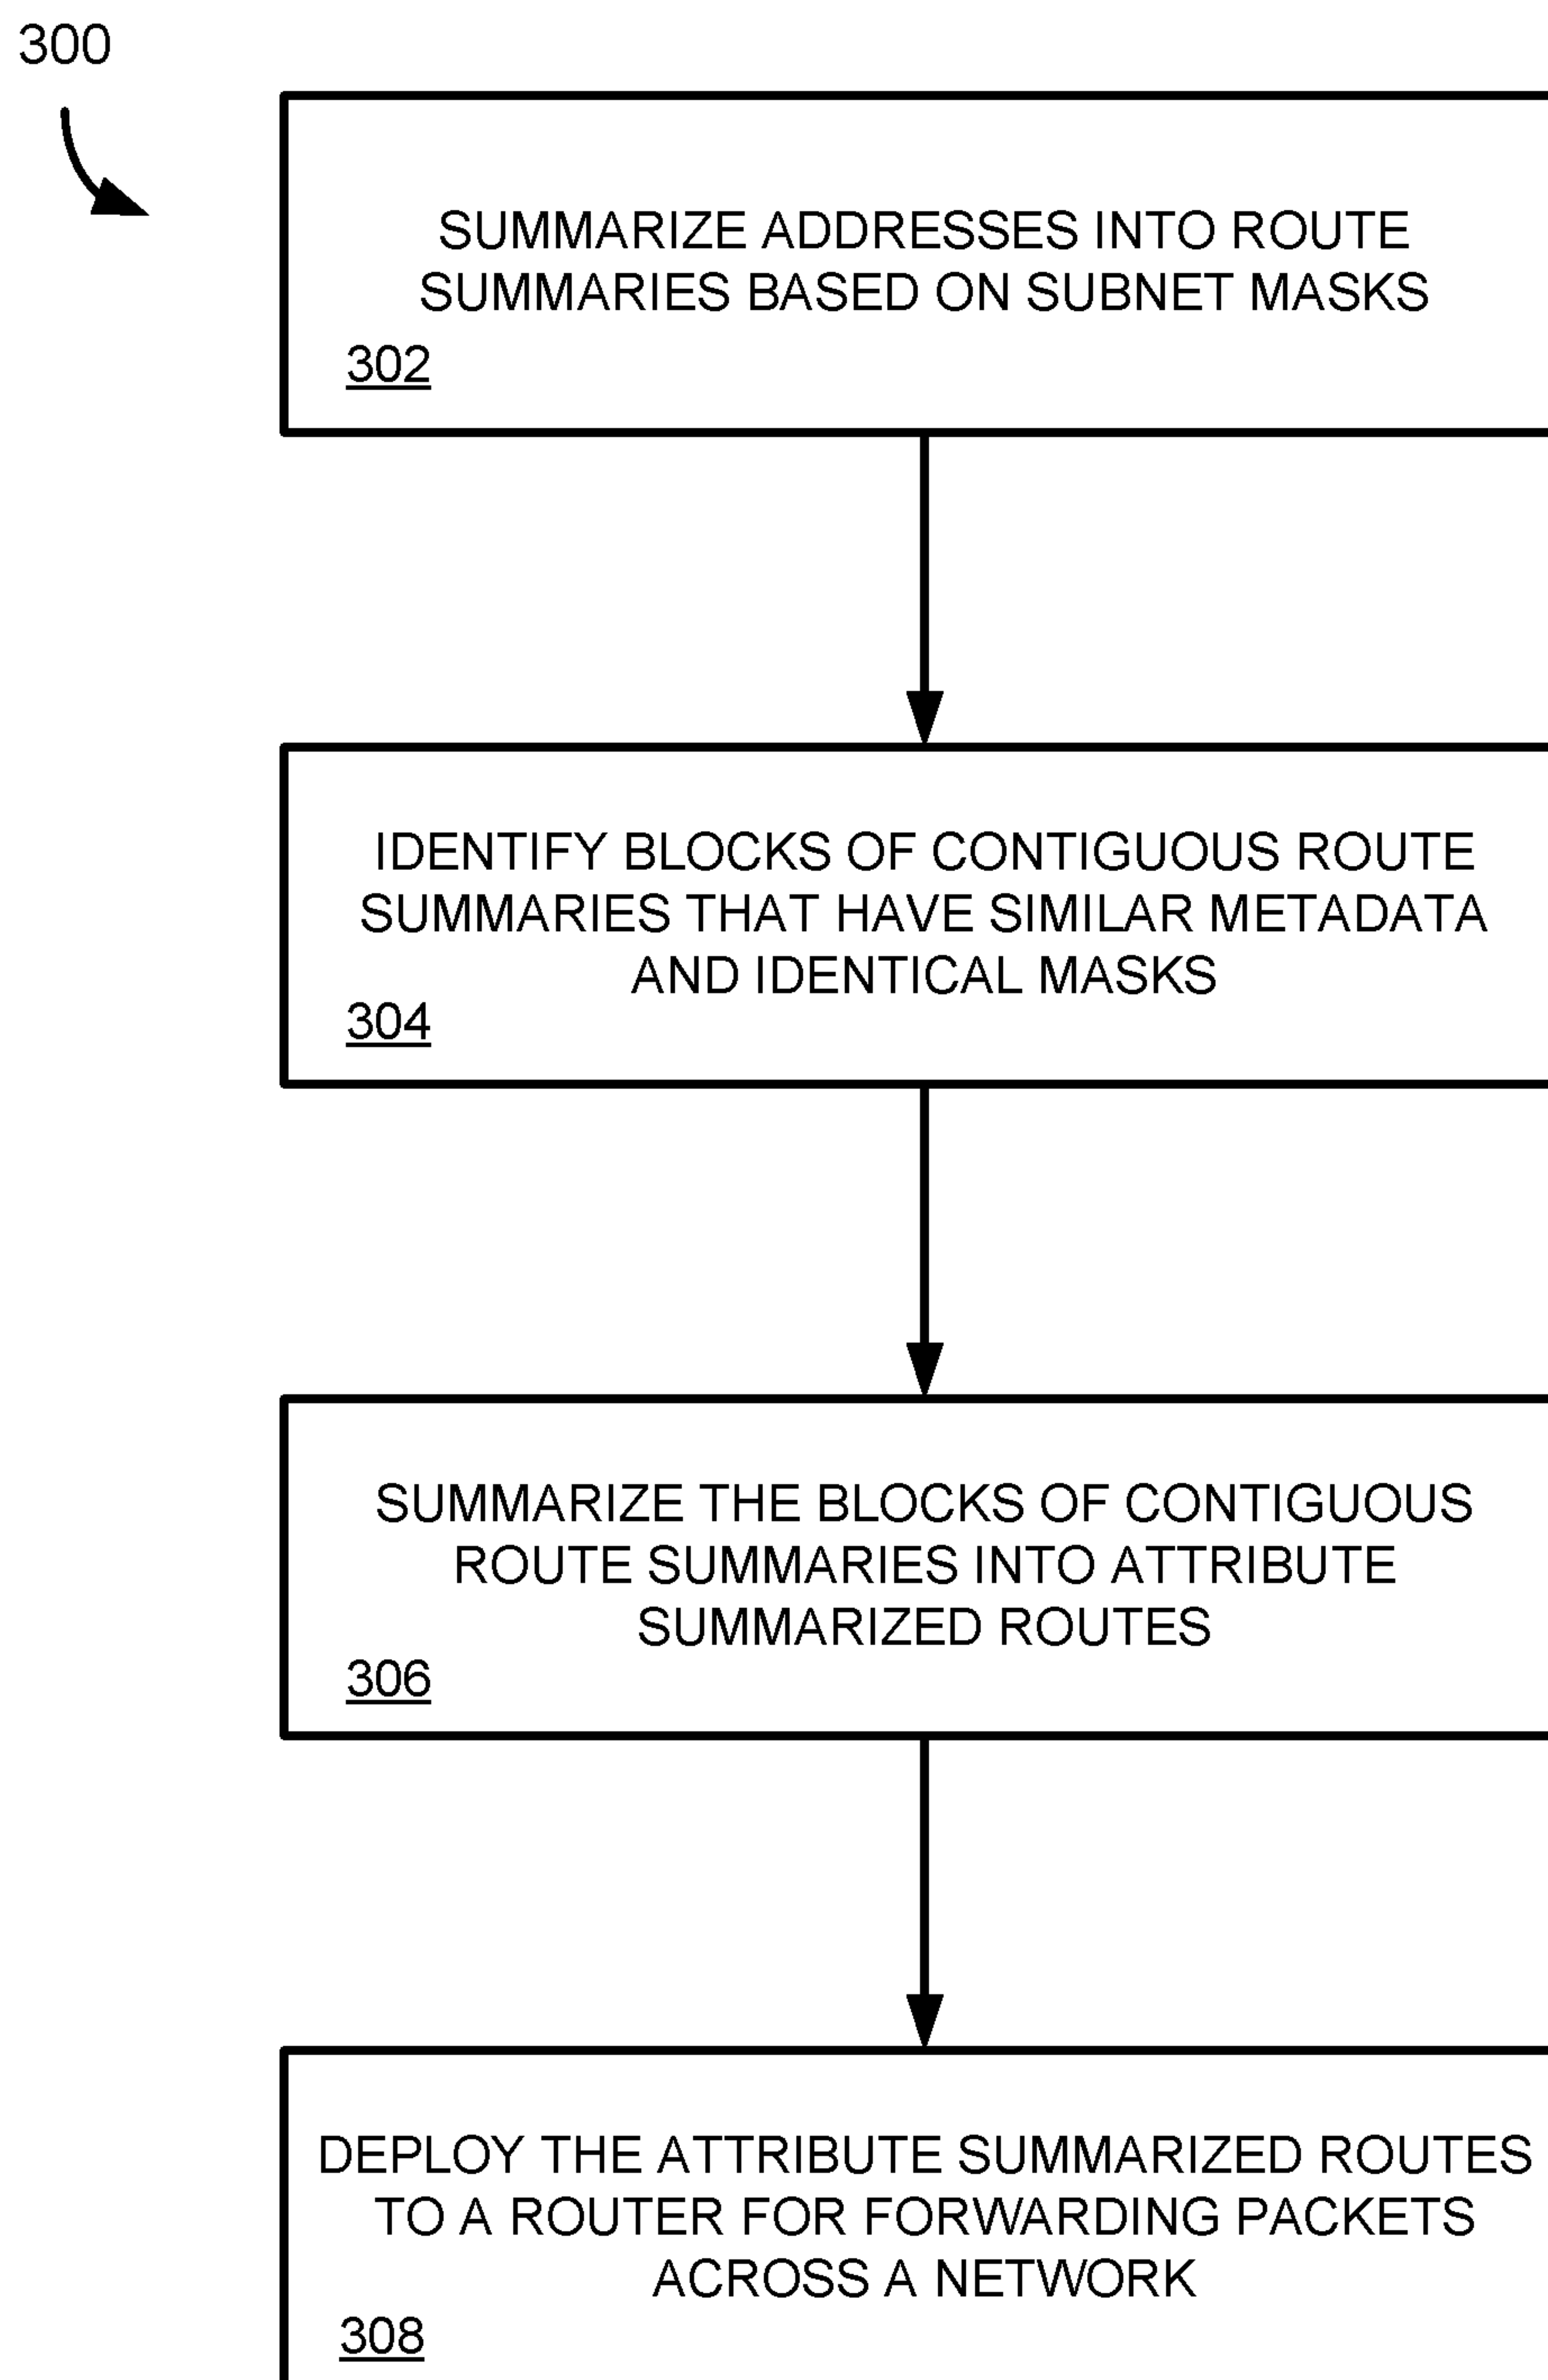 300
SUMMARIZE ADDRESSES INTO ROUTE
SUMMARIES BASED ON SUBNET MASKS
302
IDENTIFY BLOCKS OF CONTIGUOUS ROUTE
SUMMARIES THAT HAVE SIMILAR METADATA
AND IDENTICAL MASKS
304
SUMMARIZE THE BLOCKS OF CONTIGUOUS
ROUTE SUMMARIES INTO ATTRIBUTE
SUMMARIZED ROUTES
306
DEPLOY THE ATTRIBUTE SUMMARIZED ROUTES
TO A ROUTER FOR FORWARDING PACKETS
ACROSS A NETWORK
308